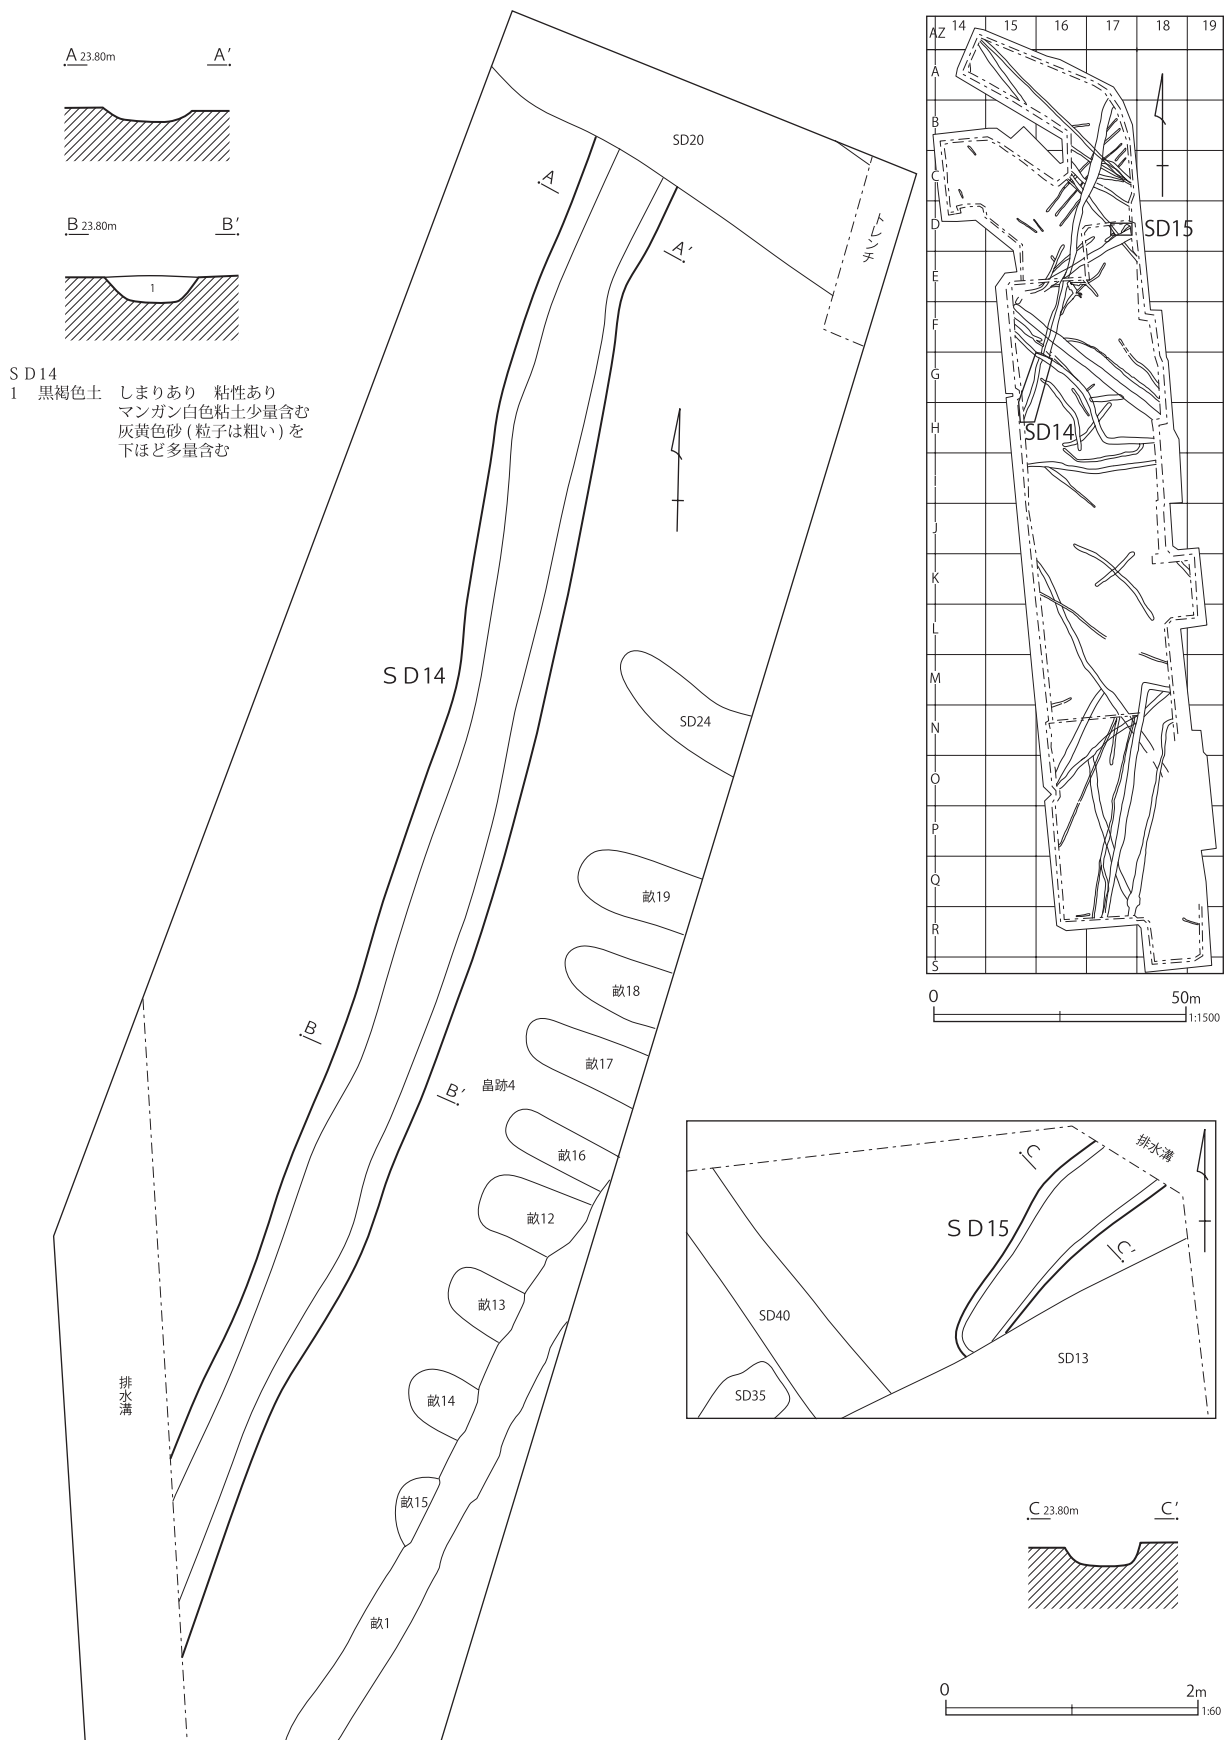 A 23.80m A′
B 23.80m B′
1
SD14
1 黒褐色土 しまりあり 粘性あり
マンガン白色粘土少量含む
灰黄色砂(粒子は粗い)を
下ほど多量含む
SD20
トレンチ
A
A′
SD14
SD24
畝19
畝18
畝17
B
B′
畠跡4
畝16
畝12
畝13
畝14
畝15
畝1
排水溝
14 15 16 17 18 19
AZ
A
B
C
D
E
F
G
H
I
J
K
L
M
N
O
P
Q
R
S
SD15
SD14
0 50m
1:1500
排水溝
C
C′
SD15
SD40
SD35
SD13
C 23.80m C′
0 2m
1:60